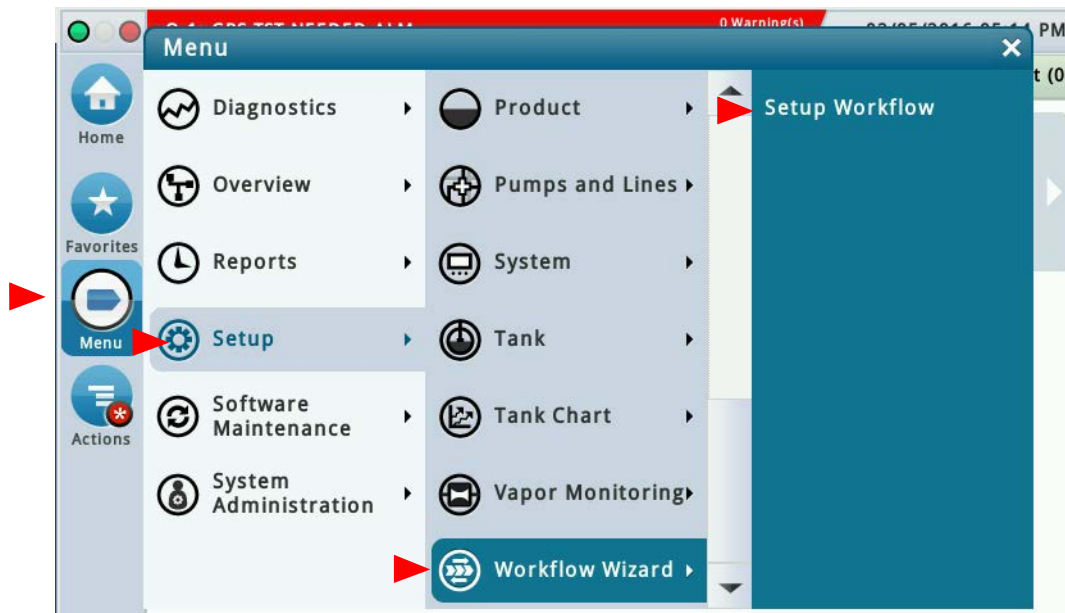 0 Warning(s)
PM
Menu
t (0
Home
Favorites
Menu
Actions
Diagnostics
Overview
Reports
Setup
Software
Maintenance
System
Administration
Product
Pumps and Lines
System
Tank
Tank Chart
Vapor Monitoring
Workflow Wizard
Setup Workflow